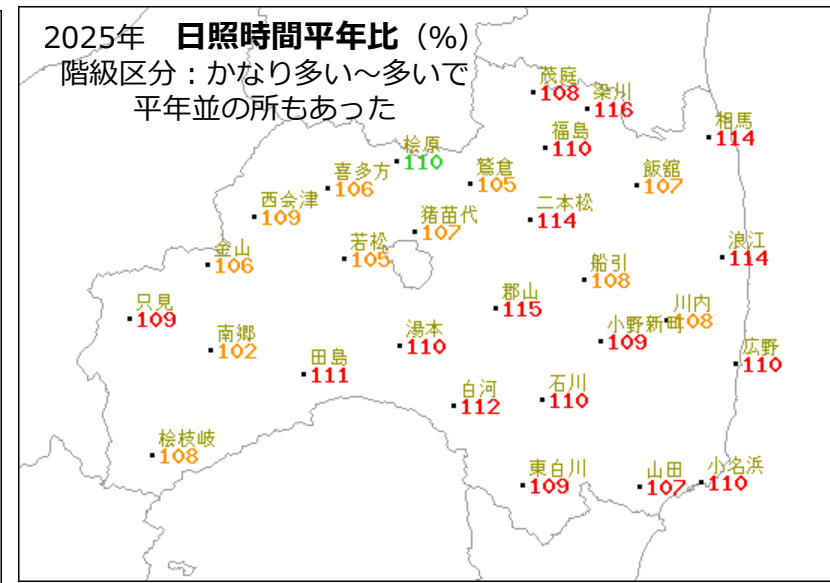 2025年 日照時間平年比（%）
階級区分：かなり多い～多いで
平年並の所もあった
茂庭
108
梁川
116
相馬
114
福島
110
桧原
110
喜多方
106
鷲倉
105
飯舘
107
西会津
109
二本松
114
猪苗代
107
浪江
114
金山
106
若松
105
船引
108
郡山
115
川内
108
只見
109
小野新町
109
南郷
102
湯本
110
広野
110
田島
111
白河
112
石川
110
桧枝岐
108
東白川
109
山田
107
小名浜
110